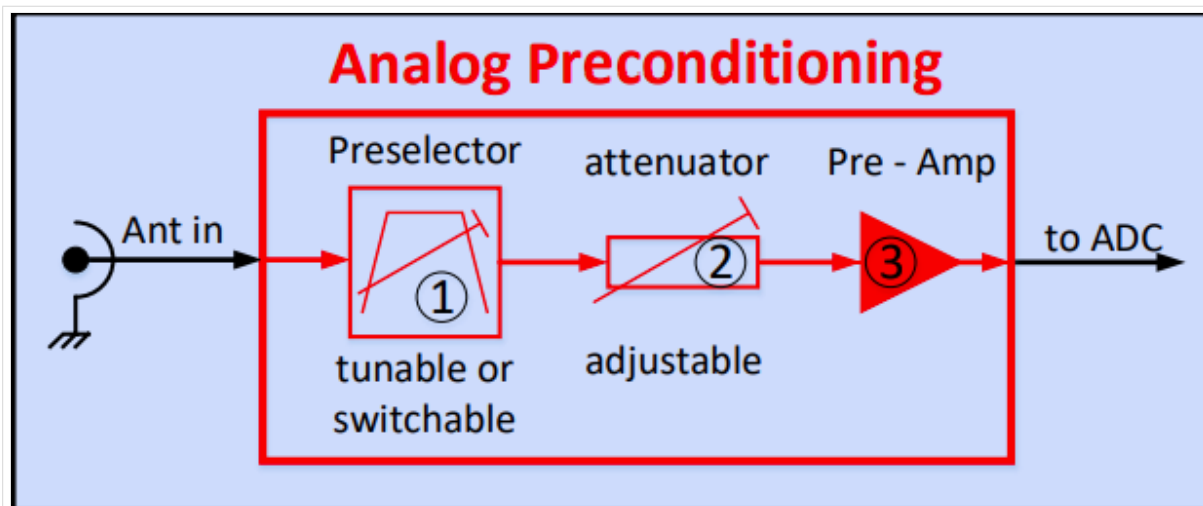 Analog Preconditioning
Preselector
attenuator
Pre - Amp
Ant in
to ADC
1
2
3
tunable or
switchable
adjustable